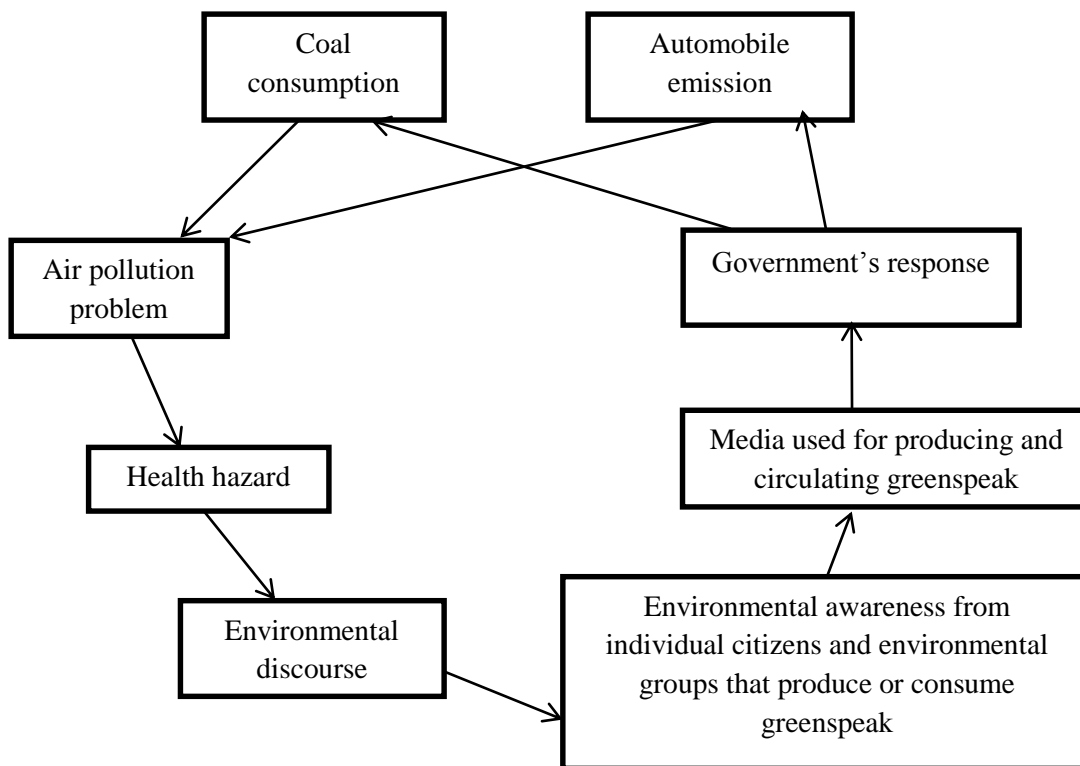 Coal
consumption
Automobile
emission
Air pollution
problem
Government’s response
Health hazard
Media used for producing and
circulating greenspeak
Environmental
discourse
Environmental awareness from
individual citizens and environmental
groups that produce or consume
greenspeak